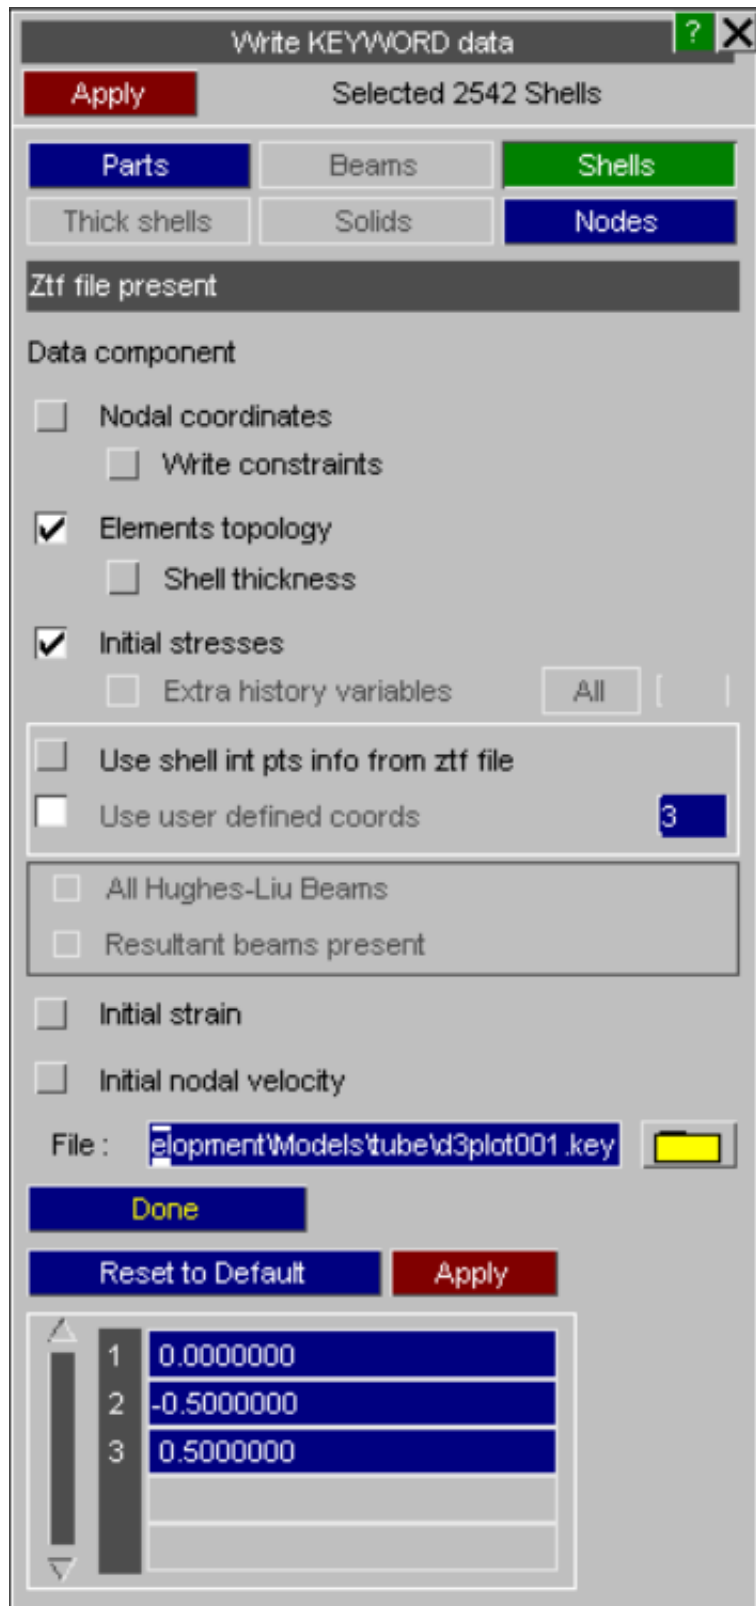 Write KEYWORD data ?
Apply Selected 2542 Shells
Parts Beams Shells
Thick shells Solids Nodes
Ztf file present
Data component
Nodal coordinates
Write constraints
Elements topology
Shell thickness
Initial stresses
Extra history variables All
Use shell int pts info from ztf file
Use user defined coords 3
All Hughes-Liu Beams
Resultant beams present
Initial strain
Initial nodal velocity
File : elopment\Models\tube\d3plot001.key
Done
Reset to Default Apply
1 0.0000000
2 -0.5000000
3 0.5000000